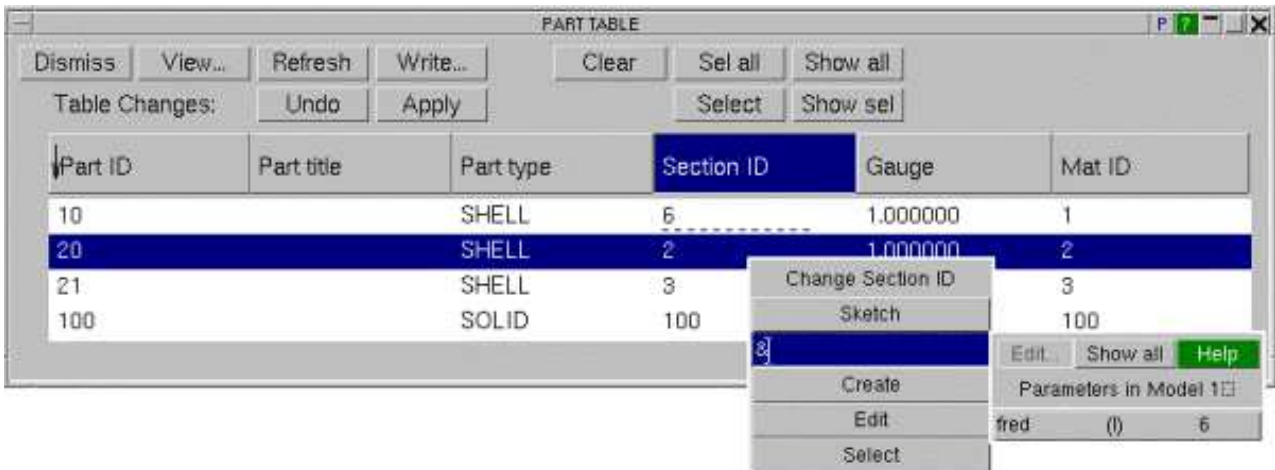 PART TABLE P ?
Dismiss View... Refresh Write... Clear Sel all Show all
Table Changes: Undo Apply Select Show sel
Part ID Part title Part type Section ID Gauge Mat ID
10 SHELL 6 1.000000 1
20 SHELL 2 1.000000 2
21 SHELL 3 3
100 SOLID 100 100
Change Section ID
Sketch
&
Create
Edit
Select
Edit... Show all Help
Parameters in Model 1
fred (I) 6